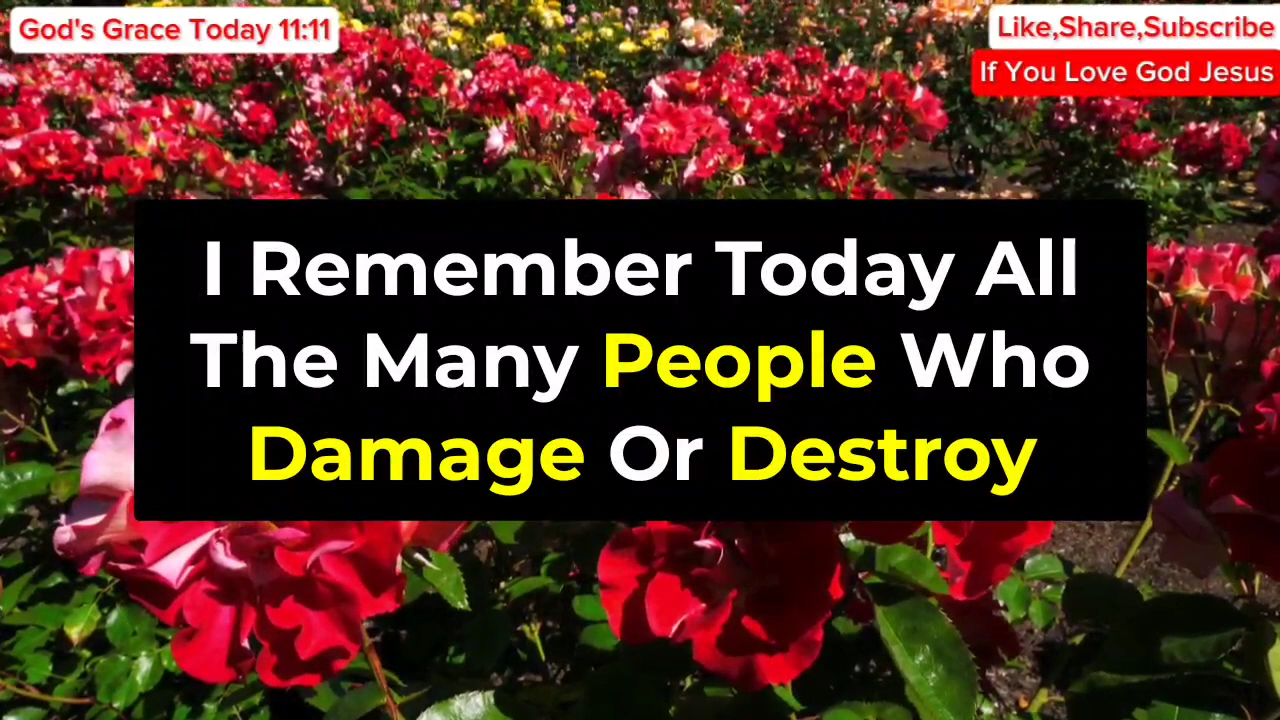 God's Grace Today 11:11
Like,Share,Subscribe
If You Love God Jesus
I Remember Today All
The Many People Who
Damage Or Destroy